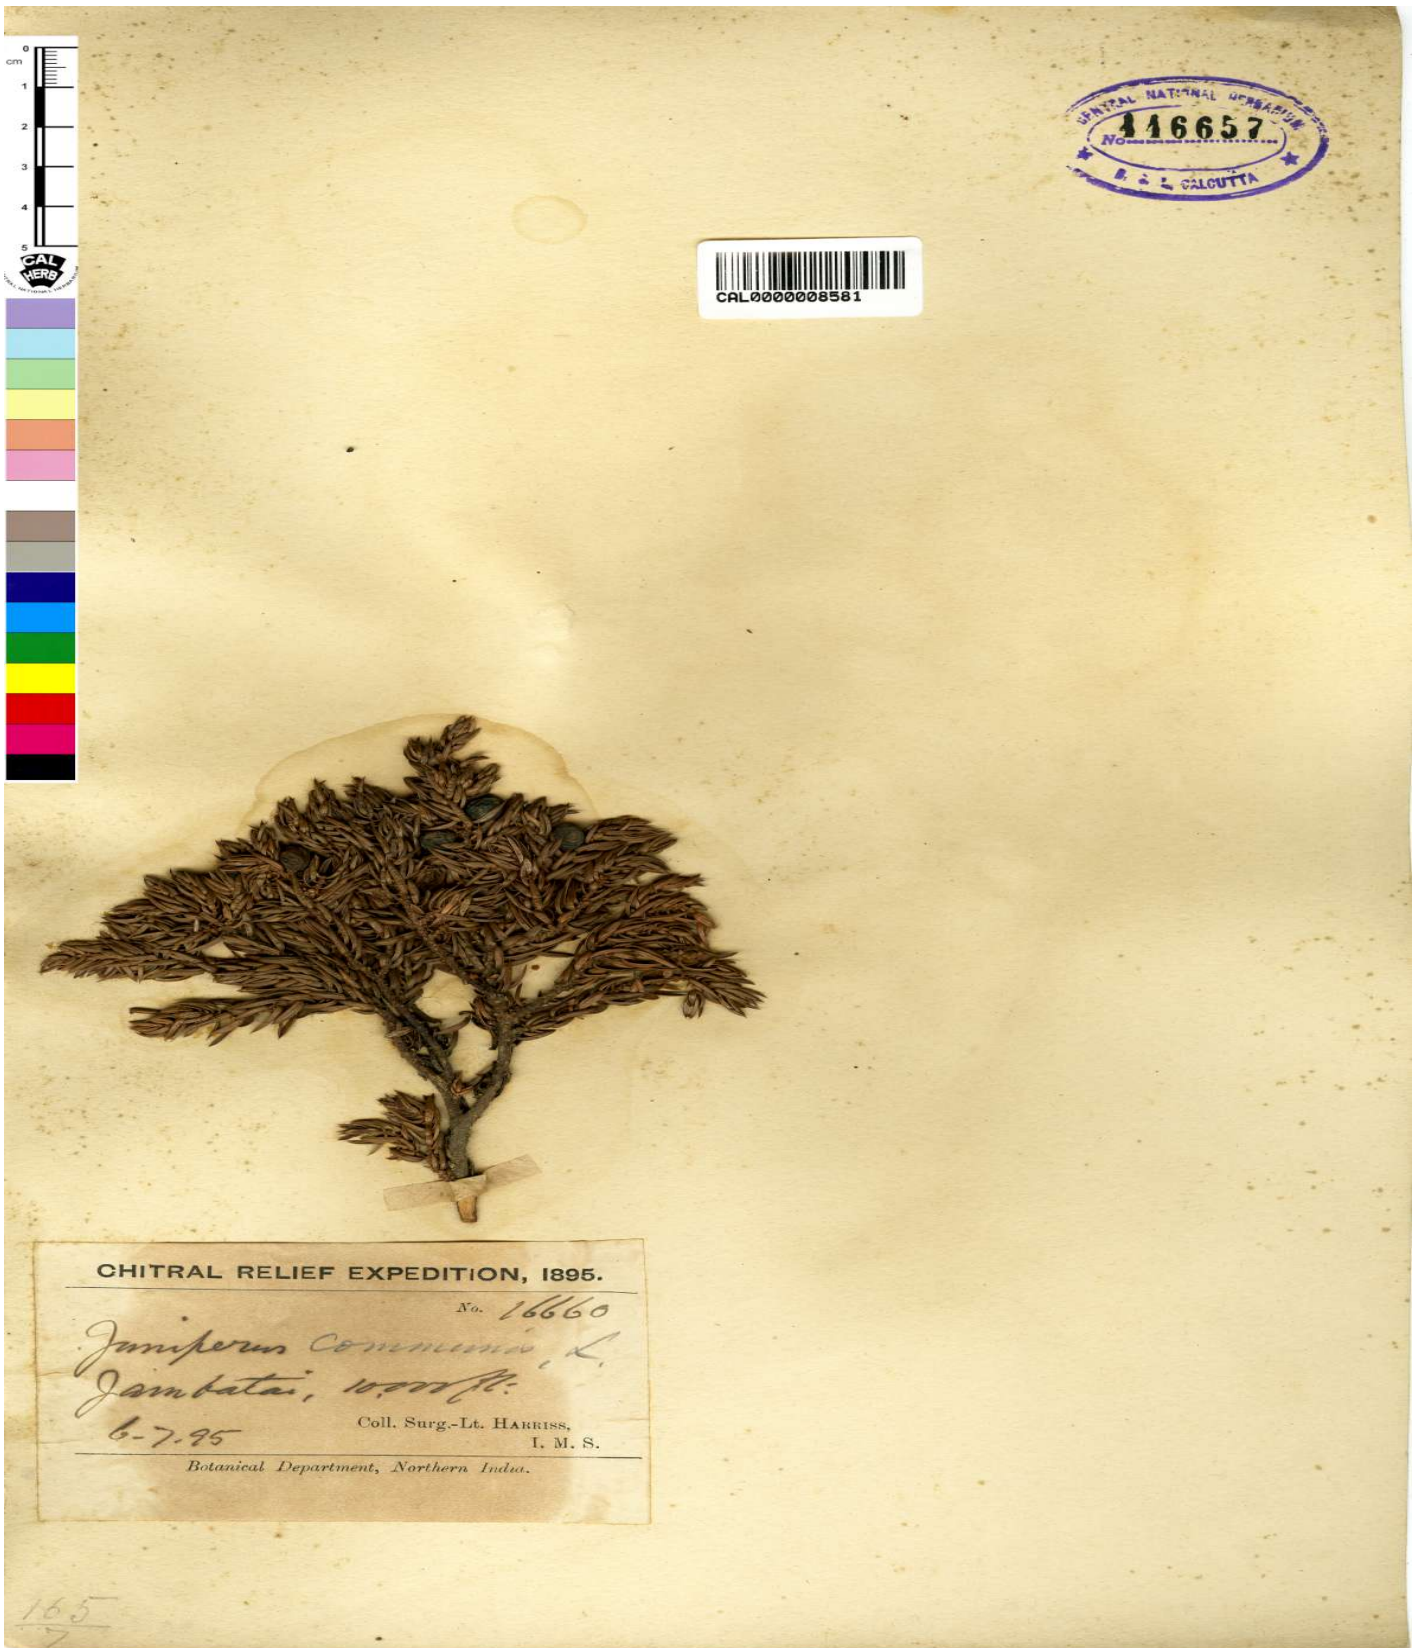 0
cm
1
2
3
4
5
CAL
HERB
CENTRAL NATIONAL HERBARIUM
No 116657
B. S. I. CALCUTTA
CAL0000008581
CHITRAL RELIEF EXPEDITION, 1895.
No. 16660
Juniperus communis, L.
Jambatai, 10,000 ft.
6-7-95
Coll. Surg.-Lt. HARRISS,
I. M. S.
Botanical Department, Northern India.
165
7